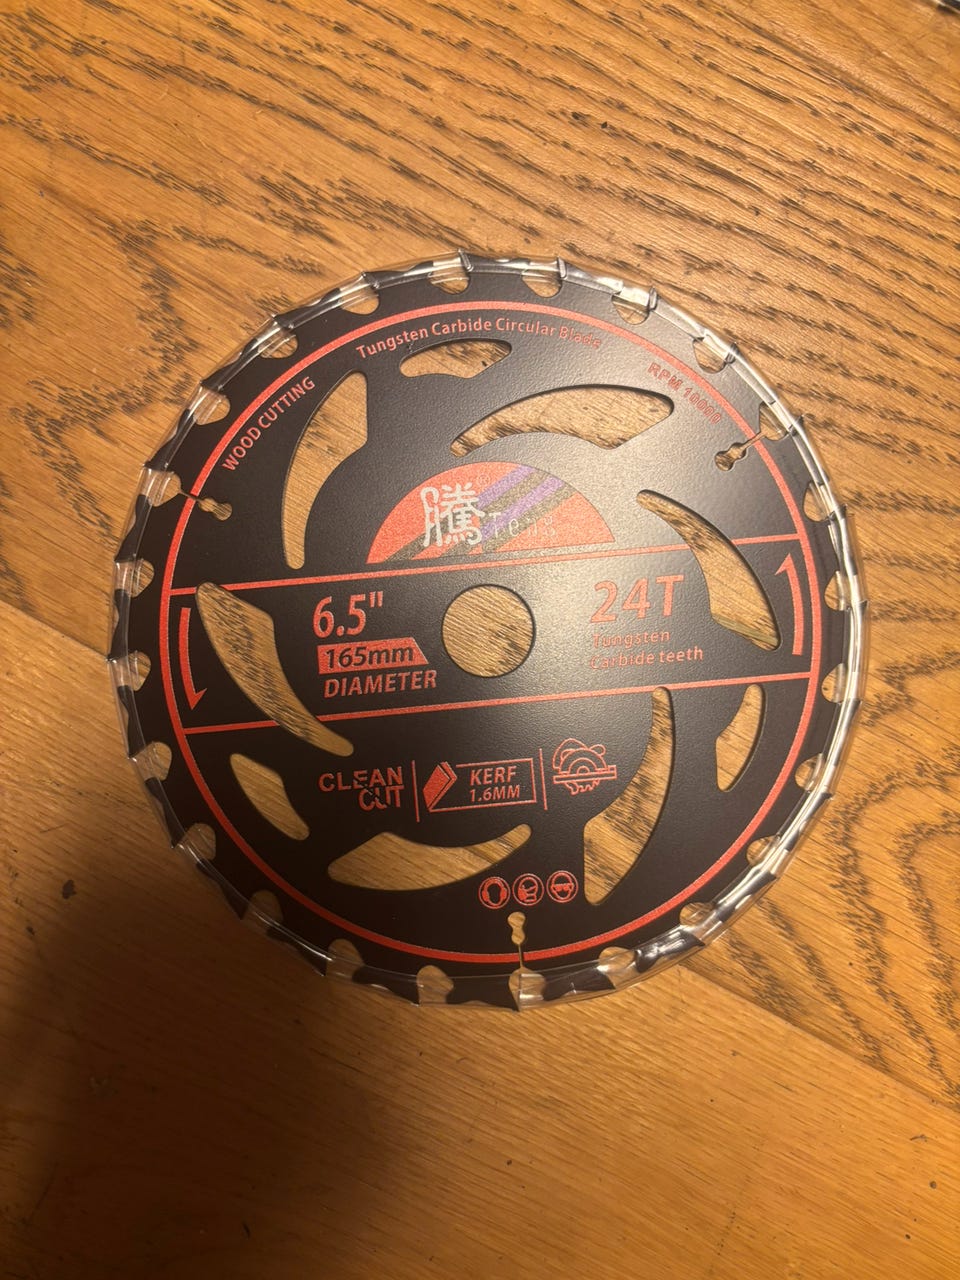 WOOD CUTTING
Tungsten Carbide Circular Blade
RPM 10000
騰® Tong
6.5"
165mm
DIAMETER
24T
Tungsten
Carbide teeth
CLEAN
CUT
KERF
1.6MM